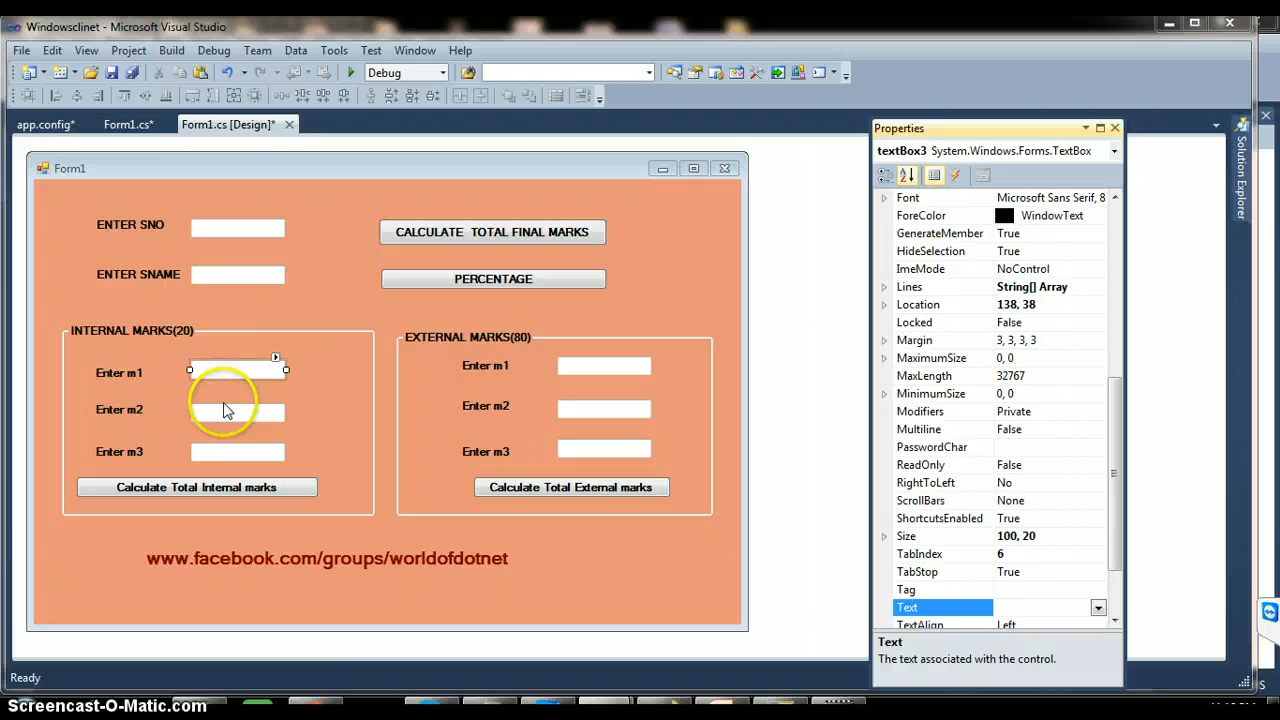 Windowsclinet - Microsoft Visual Studio
File Edit View Project Build Debug Team Data Tools Test Window Help
Debug
app.config* Form1.cs* Form1.cs [Design]*
Form1
ENTER SNO
CALCULATE TOTAL FINAL MARKS
ENTER SNAME
PERCENTAGE
INTERNAL MARKS(20)
Enter m1
Enter m2
Enter m3
Calculate Total Internal marks
EXTERNAL MARKS(80)
Enter m1
Enter m2
Enter m3
Calculate Total External marks
www.facebook.com/groups/worldofdotnet
Properties
textBox3 System.Windows.Forms.TextBox
Font Microsoft Sans Serif, 8
ForeColor WindowText
GenerateMember True
HideSelection True
ImeMode NoControl
Lines String[] Array
Location 138, 38
Locked False
Margin 3, 3, 3, 3
MaximumSize 0, 0
MaxLength 32767
MinimumSize 0, 0
Modifiers Private
Multiline False
PasswordChar
ReadOnly False
RightToLeft No
ScrollBars None
ShortcutsEnabled True
Size 100, 20
TabIndex 6
TabStop True
Tag
Text
TextAlign Left
Text
The text associated with the control.
Solution Explorer
Ready
Screencast-O-Matic.com